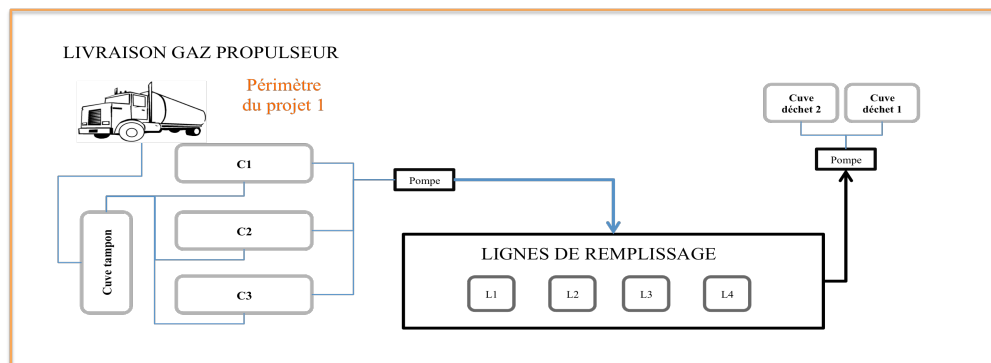 LIVRAISON GAZ PROPULSEUR
Périmètre
du projet 1
Cuve
déchet 2
Cuve
déchet 1
Pompe
C1
Pompe
C2
Cuve tampon
C3
LIGNES DE REMPLISSAGE
L1
L2
L3
L4